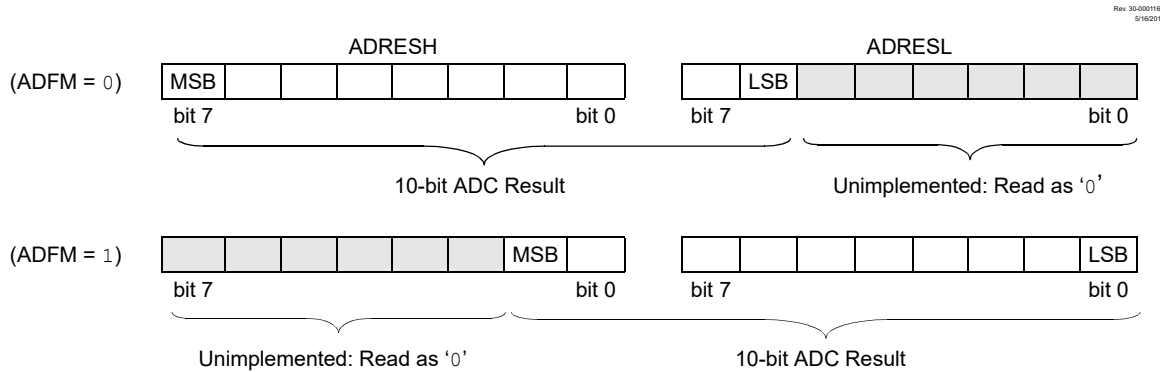 Rev. 30-000116
5/16/201
ADRESH ADRESL
(ADFM = 0) MSB LSB
bit 7 bit 0 bit 7 bit 0
10-bit ADC Result Unimplemented: Read as ‘0’
(ADFM = 1) MSB LSB
bit 7 bit 0 bit 7 bit 0
Unimplemented: Read as ‘0’ 10-bit ADC Result